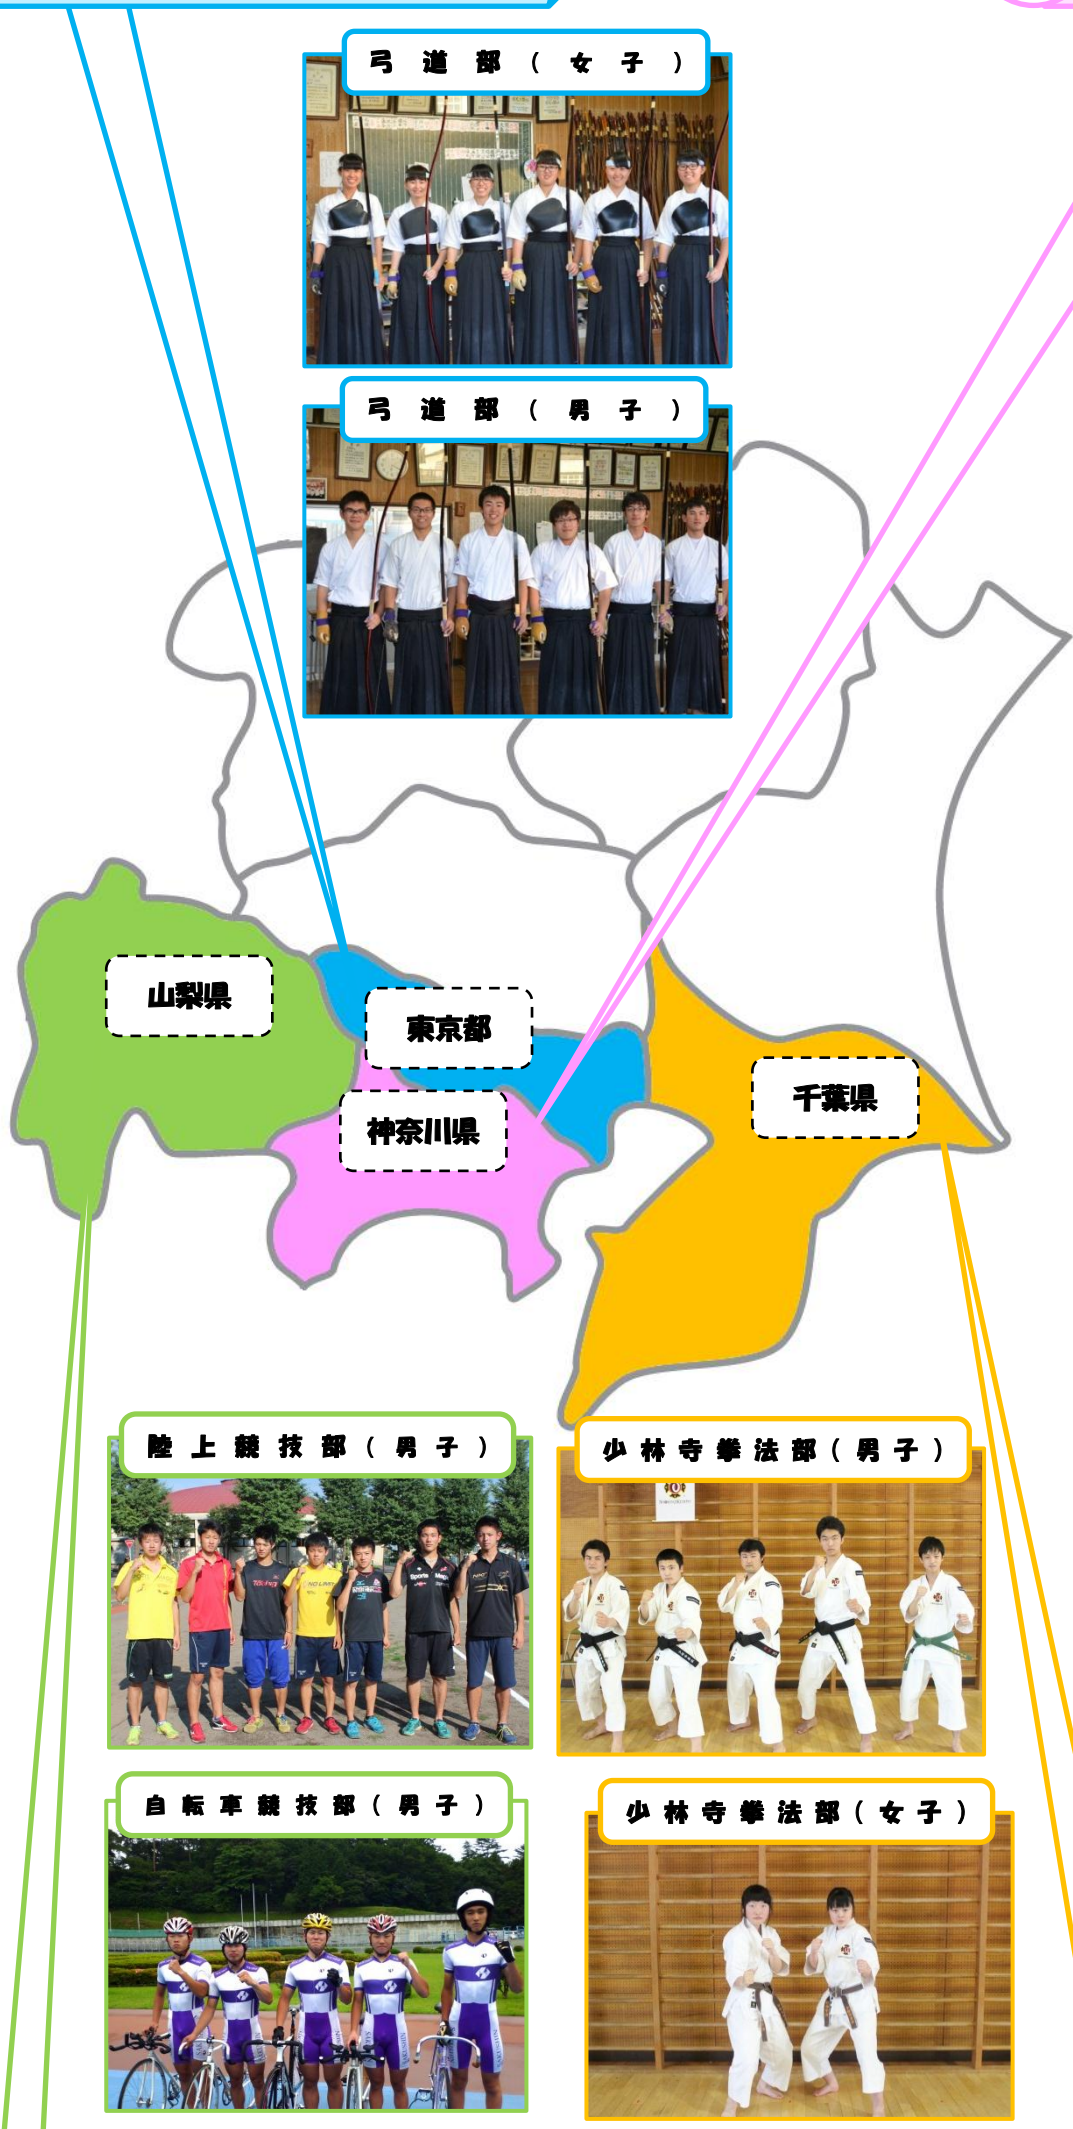 弓道部(女子)
弓道部(男子)
山梨県
東京都
神奈川県
千葉県
陸上競技部(男子)
少林寺拳法部(男子)
自転車競技部(男子)
少林寺拳法部(女子)